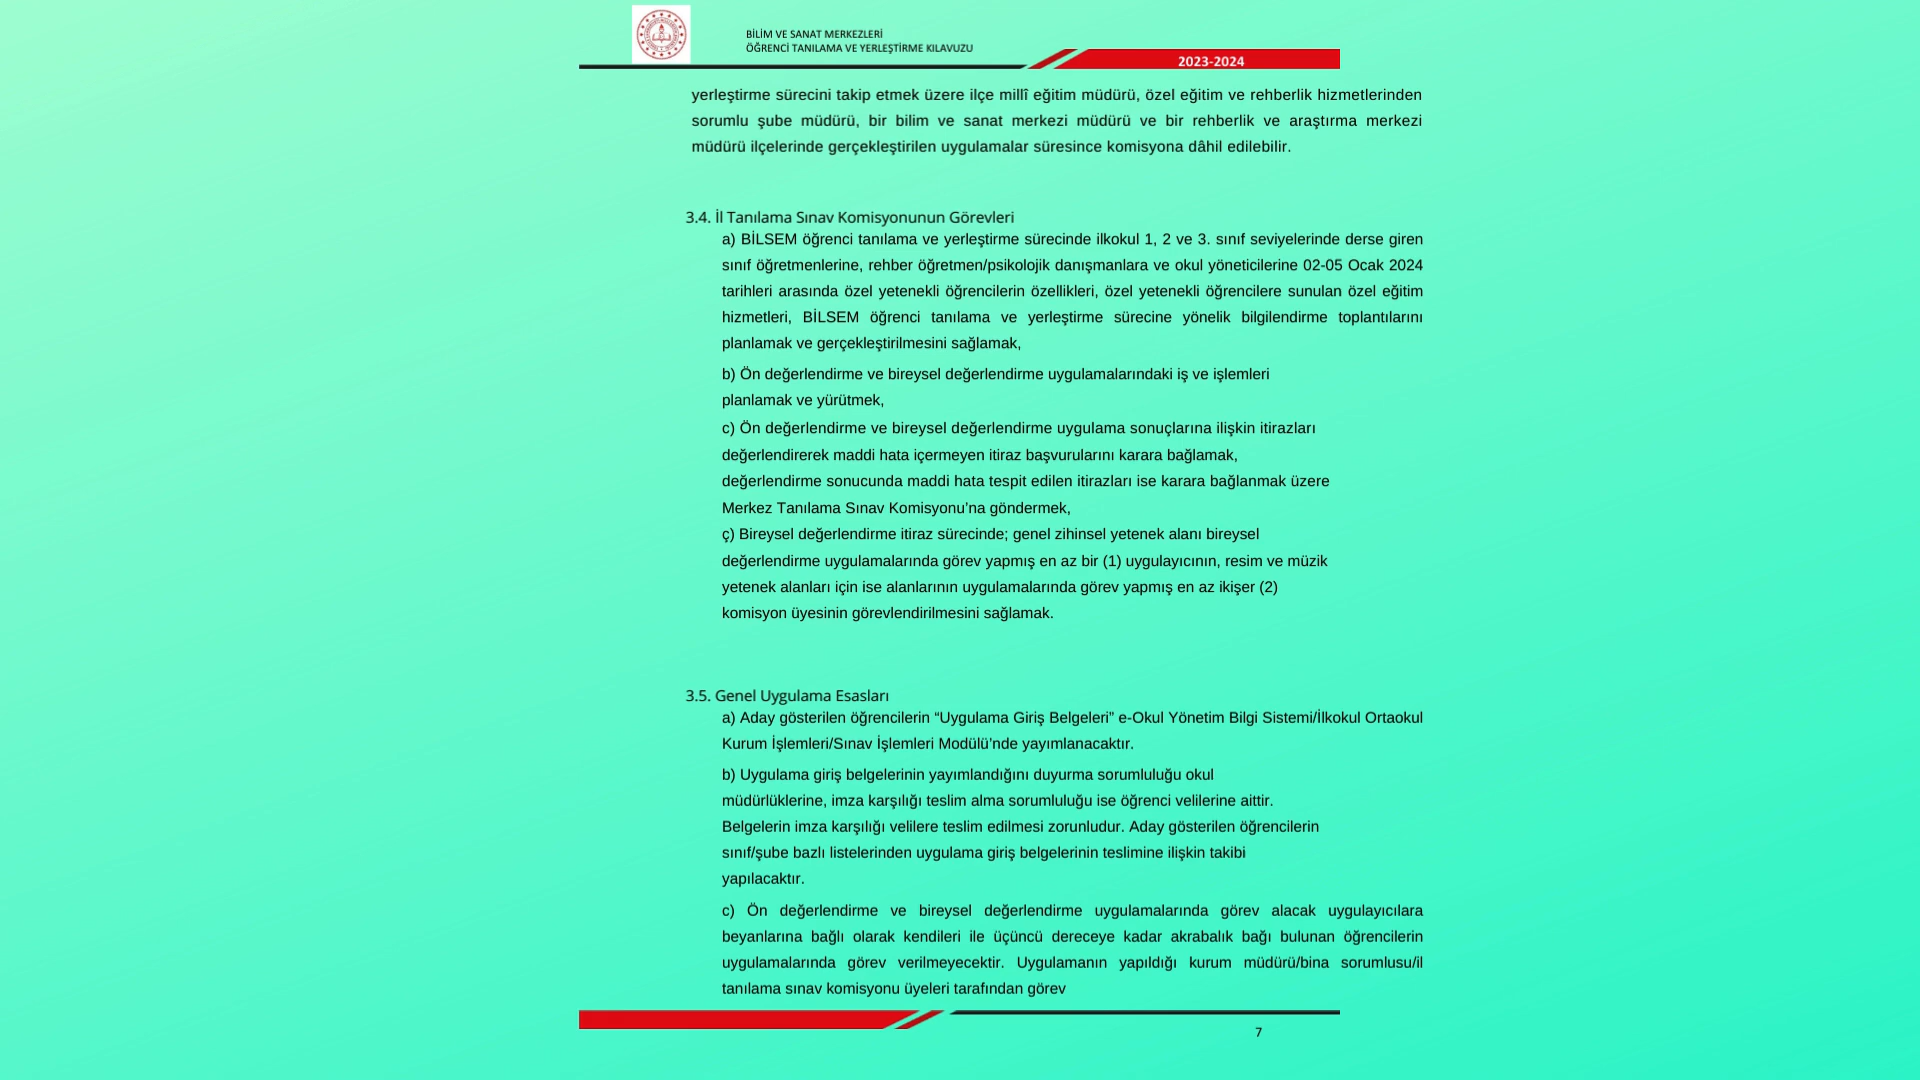 BİLİM VE SANAT MERKEZLERİ
ÖĞRENCİ TANILAMA VE YERLEŞTİRME KILAVUZU
2023-2024
yerleştirme sürecini takip etmek üzere ilçe millî eğitim müdürü, özel eğitim ve rehberlik hizmetlerinden
sorumlu şube müdürü, bir bilim ve sanat merkezi müdürü ve bir rehberlik ve araştırma merkezi
müdürü ilçelerinde gerçekleştirilen uygulamalar süresince komisyona dâhil edilebilir.
3.4. İl Tanılama Sınav Komisyonunun Görevleri
a) BİLSEM öğrenci tanılama ve yerleştirme sürecinde ilkokul 1, 2 ve 3. sınıf seviyelerinde derse giren
sınıf öğretmenlerine, rehber öğretmen/psikolojik danışmanlara ve okul yöneticilerine 02-05 Ocak 2024
tarihleri arasında özel yetenekli öğrencilerin özellikleri, özel yetenekli öğrencilere sunulan özel eğitim
hizmetleri, BİLSEM öğrenci tanılama ve yerleştirme sürecine yönelik bilgilendirme toplantılarını
planlamak ve gerçekleştirilmesini sağlamak,
b) Ön değerlendirme ve bireysel değerlendirme uygulamalarındaki iş ve işlemleri
planlamak ve yürütmek,
c) Ön değerlendirme ve bireysel değerlendirme uygulama sonuçlarına ilişkin itirazları
değerlendirerek maddi hata içermeyen itiraz başvurularını karara bağlamak,
değerlendirme sonucunda maddi hata tespit edilen itirazları ise karara bağlanmak üzere
Merkez Tanılama Sınav Komisyonu’na göndermek,
ç) Bireysel değerlendirme itiraz sürecinde; genel zihinsel yetenek alanı bireysel
değerlendirme uygulamalarında görev yapmış en az bir (1) uygulayıcının, resim ve müzik
yetenek alanları için ise alanlarının uygulamalarında görev yapmış en az ikişer (2)
komisyon üyesinin görevlendirilmesini sağlamak.
3.5. Genel Uygulama Esasları
a) Aday gösterilen öğrencilerin “Uygulama Giriş Belgeleri” e-Okul Yönetim Bilgi Sistemi/İlkokul Ortaokul
Kurum İşlemleri/Sınav İşlemleri Modülü’nde yayımlanacaktır.
b) Uygulama giriş belgelerinin yayımlandığını duyurma sorumluluğu okul
müdürlüklerine, imza karşılığı teslim alma sorumluluğu ise öğrenci velilerine aittir.
Belgelerin imza karşılığı velilere teslim edilmesi zorunludur. Aday gösterilen öğrencilerin
sınıf/şube bazlı listelerinden uygulama giriş belgelerinin teslimine ilişkin takibi
yapılacaktır.
c) Ön değerlendirme ve bireysel değerlendirme uygulamalarında görev alacak uygulayıcılara
beyanlarına bağlı olarak kendileri ile üçüncü dereceye kadar akrabalık bağı bulunan öğrencilerin
uygulamalarında görev verilmeyecektir. Uygulamanın yapıldığı kurum müdürü/bina sorumlusu/il
tanılama sınav komisyonu üyeleri tarafından görev
7